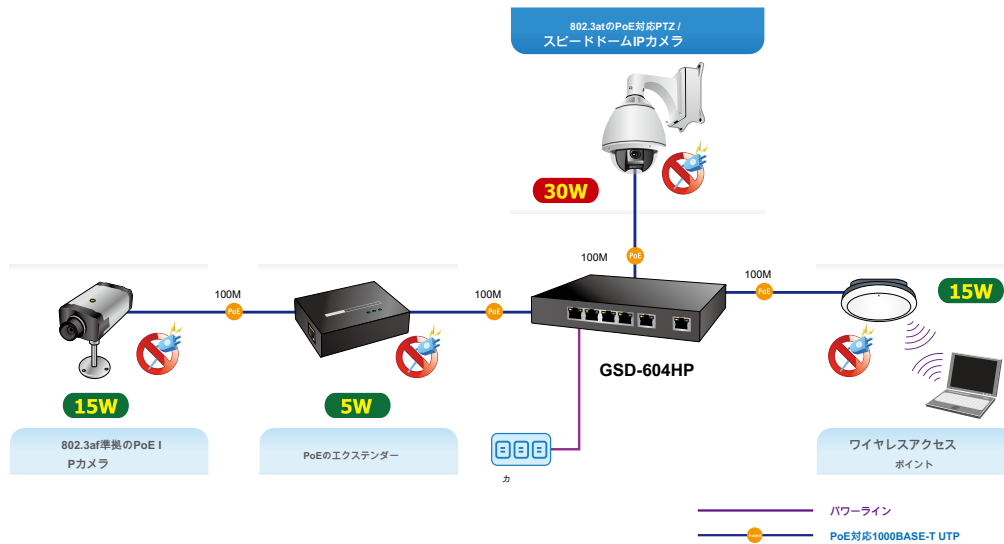 802.3atのPoE対応PTZ /
スピードドームIPカメラ
30W
PoE
100M
100M
PoE
100M
PoE
100M
PoE
15W
GSD-604HP
15W
5W
802.3af準拠のPoE I
Pカメラ
PoEのエクステンダー
カ
ワイヤレスアクセス
ポイント
パワーライン
PoE対応1000BASE-T UTP